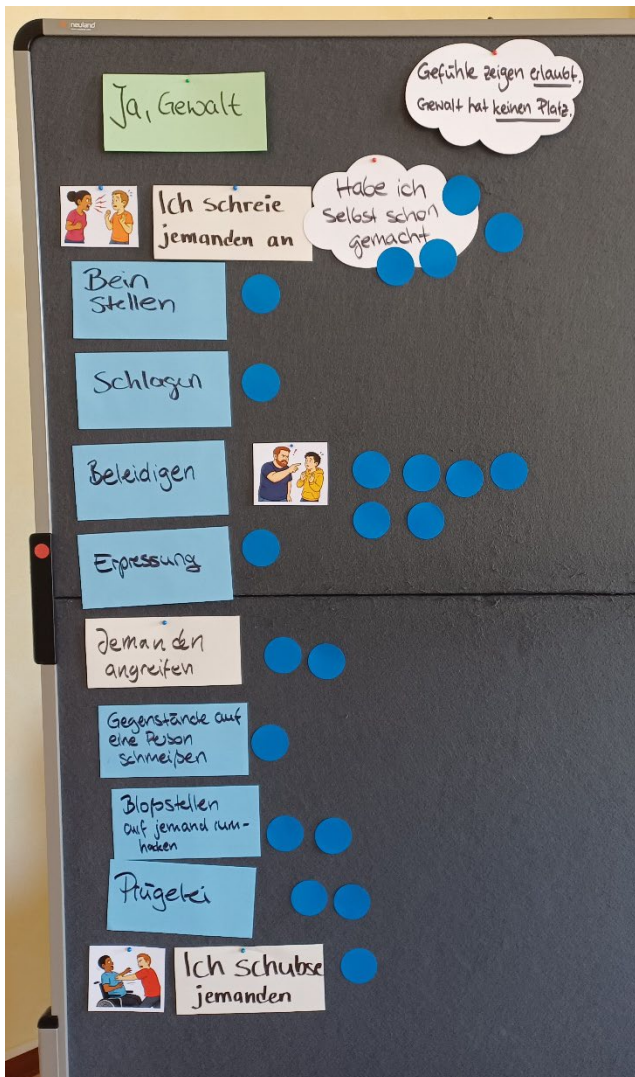 neuland
Ja, Gewalt
Gefühle zeigen erlaubt.
Gewalt hat keinen Platz.
Ich schreie
jemanden an
Habe ich
selbst schon
gemacht
Bein
stellen
Schlagen
Beleidigen
Erpressung
Jemanden
angreifen
Gegenstände auf
eine Person
schmeißen
Bloßstellen
auf jemand rum-
hacken
Prügelei
Ich schubse
jemanden